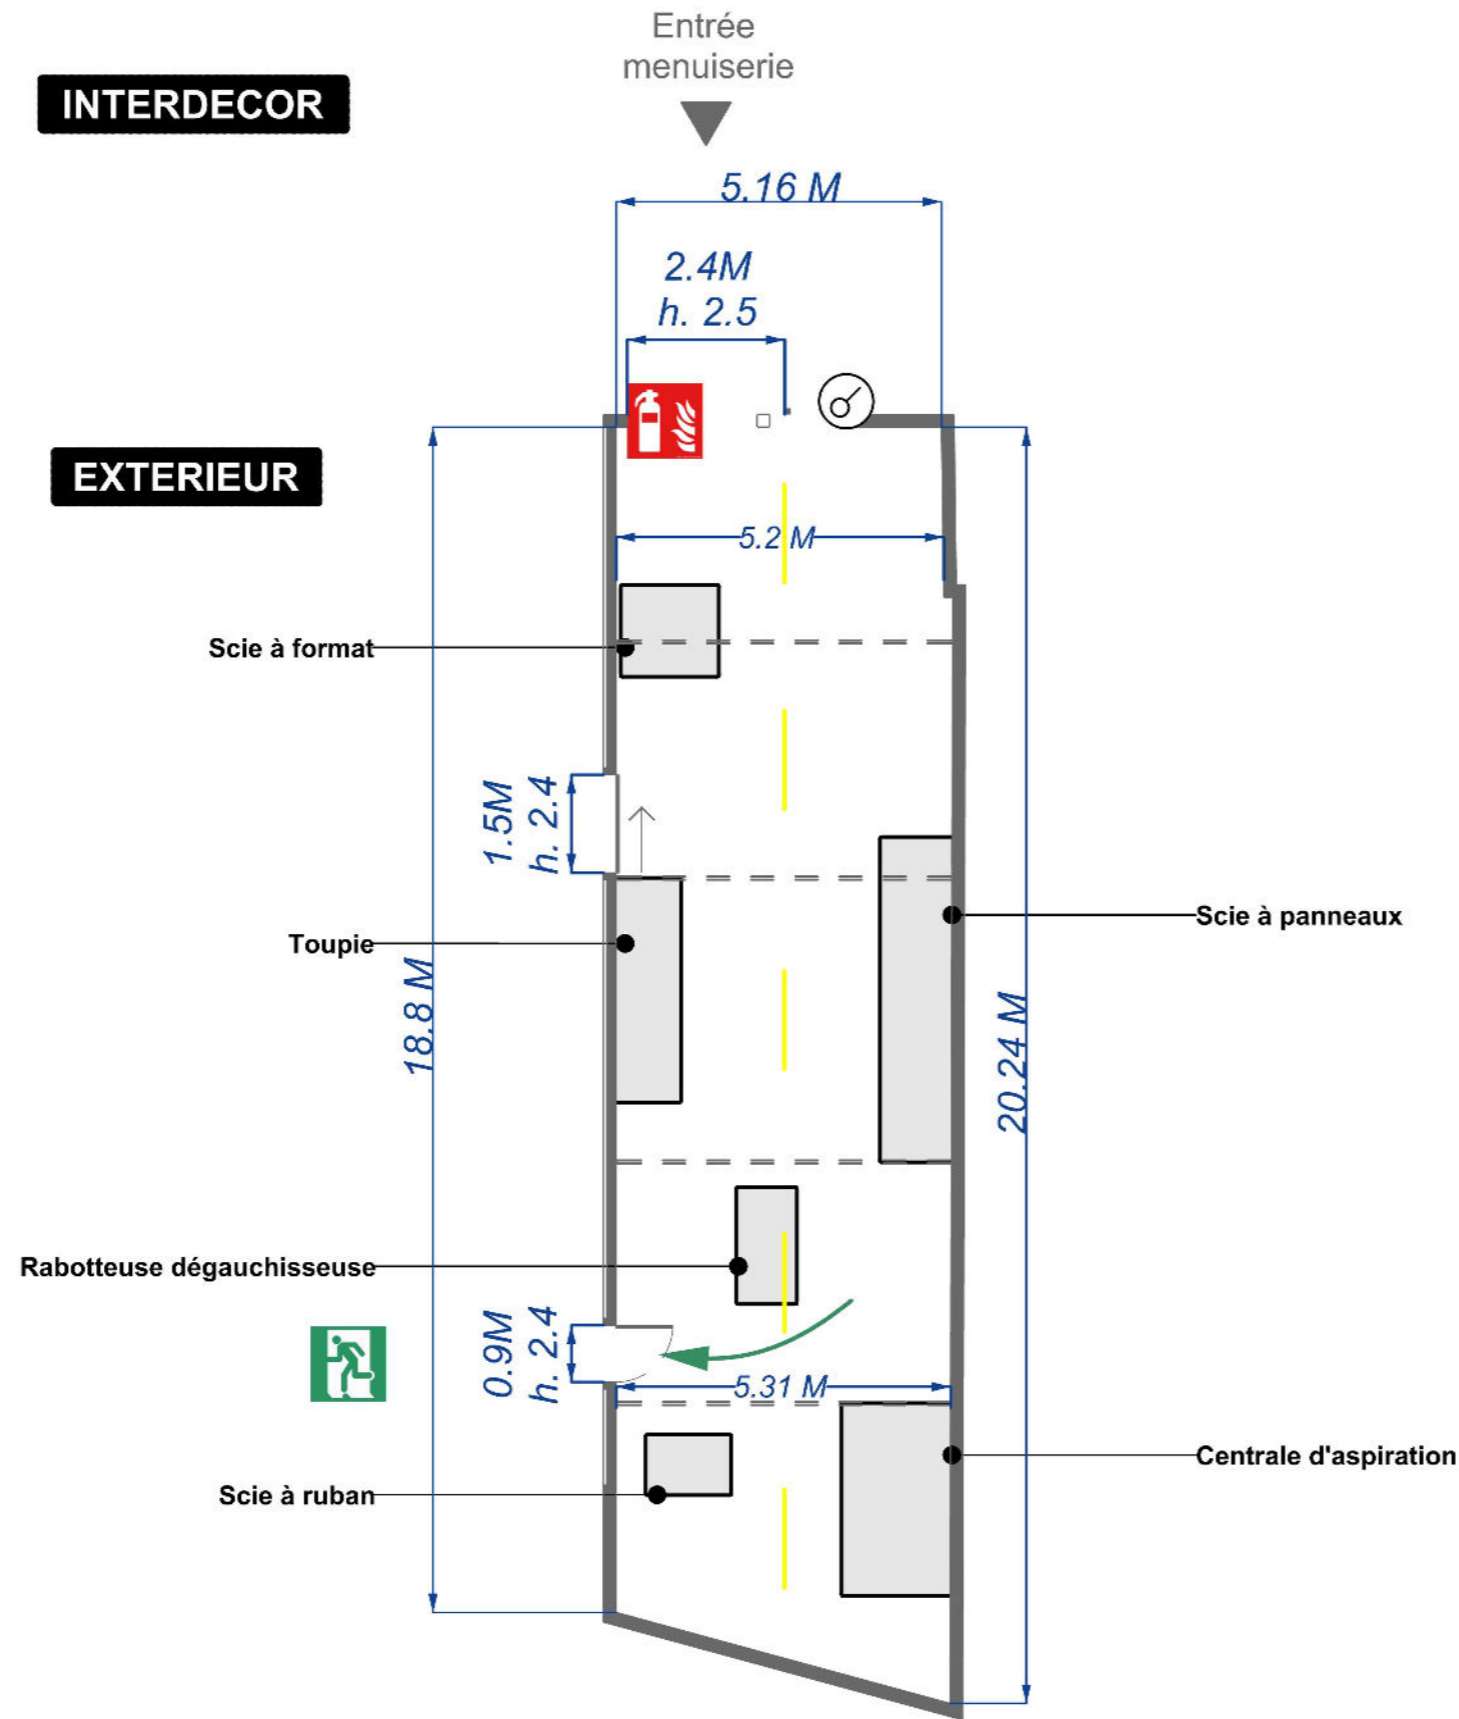 Entrée
menuiserie
INTERDECOR
5.16 M
2.4M
h. 2.5
EXTERIEUR
5.2 M
Scie à format
1.5M
h. 2.4
Scie à panneaux
Toupie
18.8 M
20.24 M
Rabotteuse dégauchisseuse
0.9M
h. 2.4
5.31 M
Centrale d'aspiration
Scie à ruban